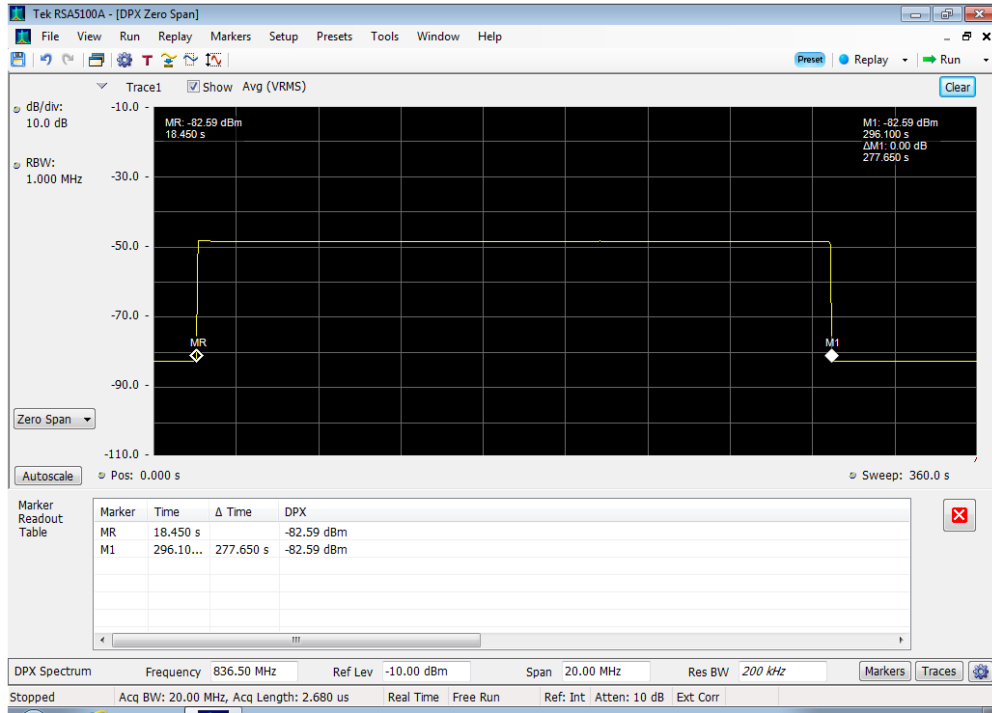 Tek RSA5100A - [DPX Zero Span]
File View Run Replay Markers Setup Presets Tools Window Help
T Preset Replay Run
Trace1 Show Avg (VRMS) Clear
dB/div: -10.0 -
10.0 dB
MR: -82.59 dBm M1: -82.59 dBm
18.450 s 296.100 s
ΔM1: 0.00 dB
277.650 s
RBW:
1.000 MHz -30.0 -
-50.0 -
-70.0 -
MR M1
-90.0 -
Zero Span
-110.0 -
Autoscale Pos: 0.000 s Sweep: 360.0 s
Marker
Readout
Table
Marker Time Δ Time DPX
MR 18.450 s -82.59 dBm
M1 296.10... 277.650 s -82.59 dBm
DPX Spectrum Frequency 836.50 MHz Ref Lev -10.00 dBm Span 20.00 MHz Res BW 200 kHz Markers Traces
Stopped Acq BW: 20.00 MHz, Acq Length: 2.680 us Real Time Free Run Ref: Int Atten: 10 dB Ext Corr